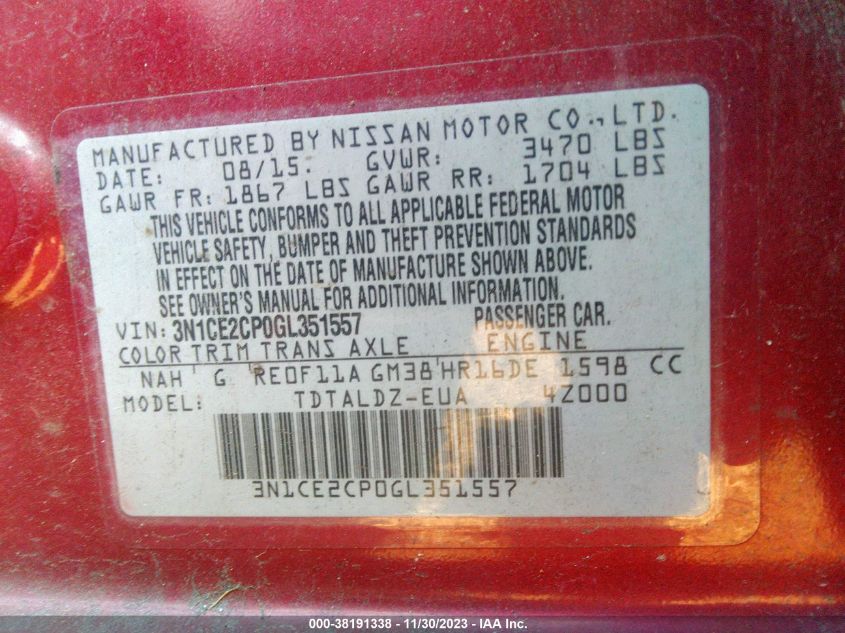 MANUFACTURED BY NISSAN MOTOR CO., LTD.
DATE: 08/15. GVWR: 3470 LBS
GAWR FR: 1867 LBS GAWR RR: 1704 LBS
THIS VEHICLE CONFORMS TO ALL APPLICABLE FEDERAL MOTOR
VEHICLE SAFETY, BUMPER AND THEFT PREVENTION STANDARDS
IN EFFECT ON THE DATE OF MANUFACTURE SHOWN ABOVE.
SEE OWNER'S MANUAL FOR ADDITIONAL INFORMATION.
VIN: 3N1CE2CP0GL351557 PASSENGER CAR.
COLOR TRIM TRANS AXLE ENGINE
NAH G RE0F11A GM38 HR16DE 1598 CC
MODEL: TDTALDZ-EUA 4Z000
3N1CE2CP0GL351557
000-38191338 - 11/30/2023 - IAA Inc.